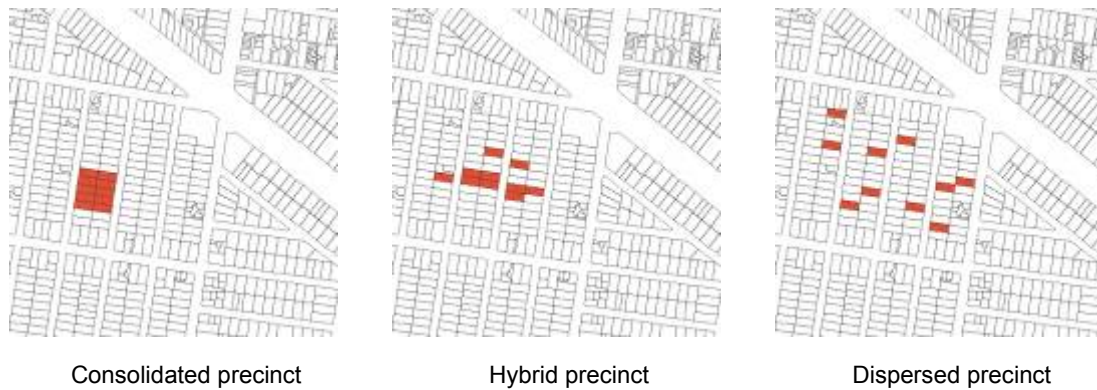 Consolidated precinct
Hybrid precinct
Dispersed precinct